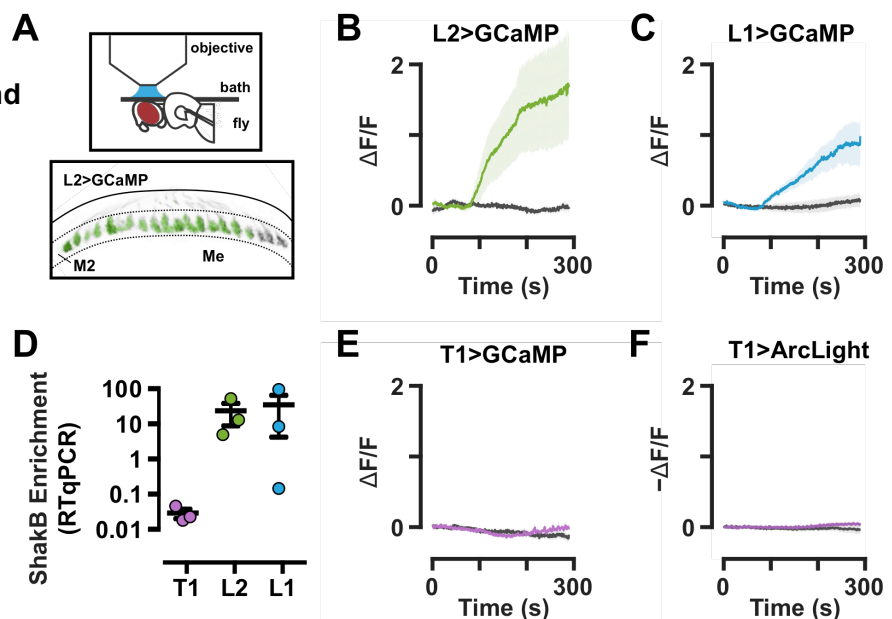 A
objective
bath
fly
nd
L2>GCaMP
M2
Me
B
L2>GCaMP
2
0
ΔF/F
0
300
Time (s)
C
L1>GCaMP
2
0
ΔF/F
0
300
Time (s)
D
ShakB Enrichment
(RTqPCR)
100
10
1
0.1
0.01
T1
L2
L1
E
T1>GCaMP
2
0
ΔF/F
0
300
Time (s)
F
T1>ArcLight
2
0
−ΔF/F
0
300
Time (s)